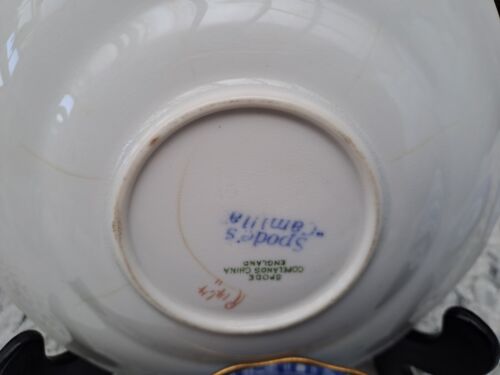 Spode's
"Camilla"
SPODE
COPELANDS CHINA
ENGLAND